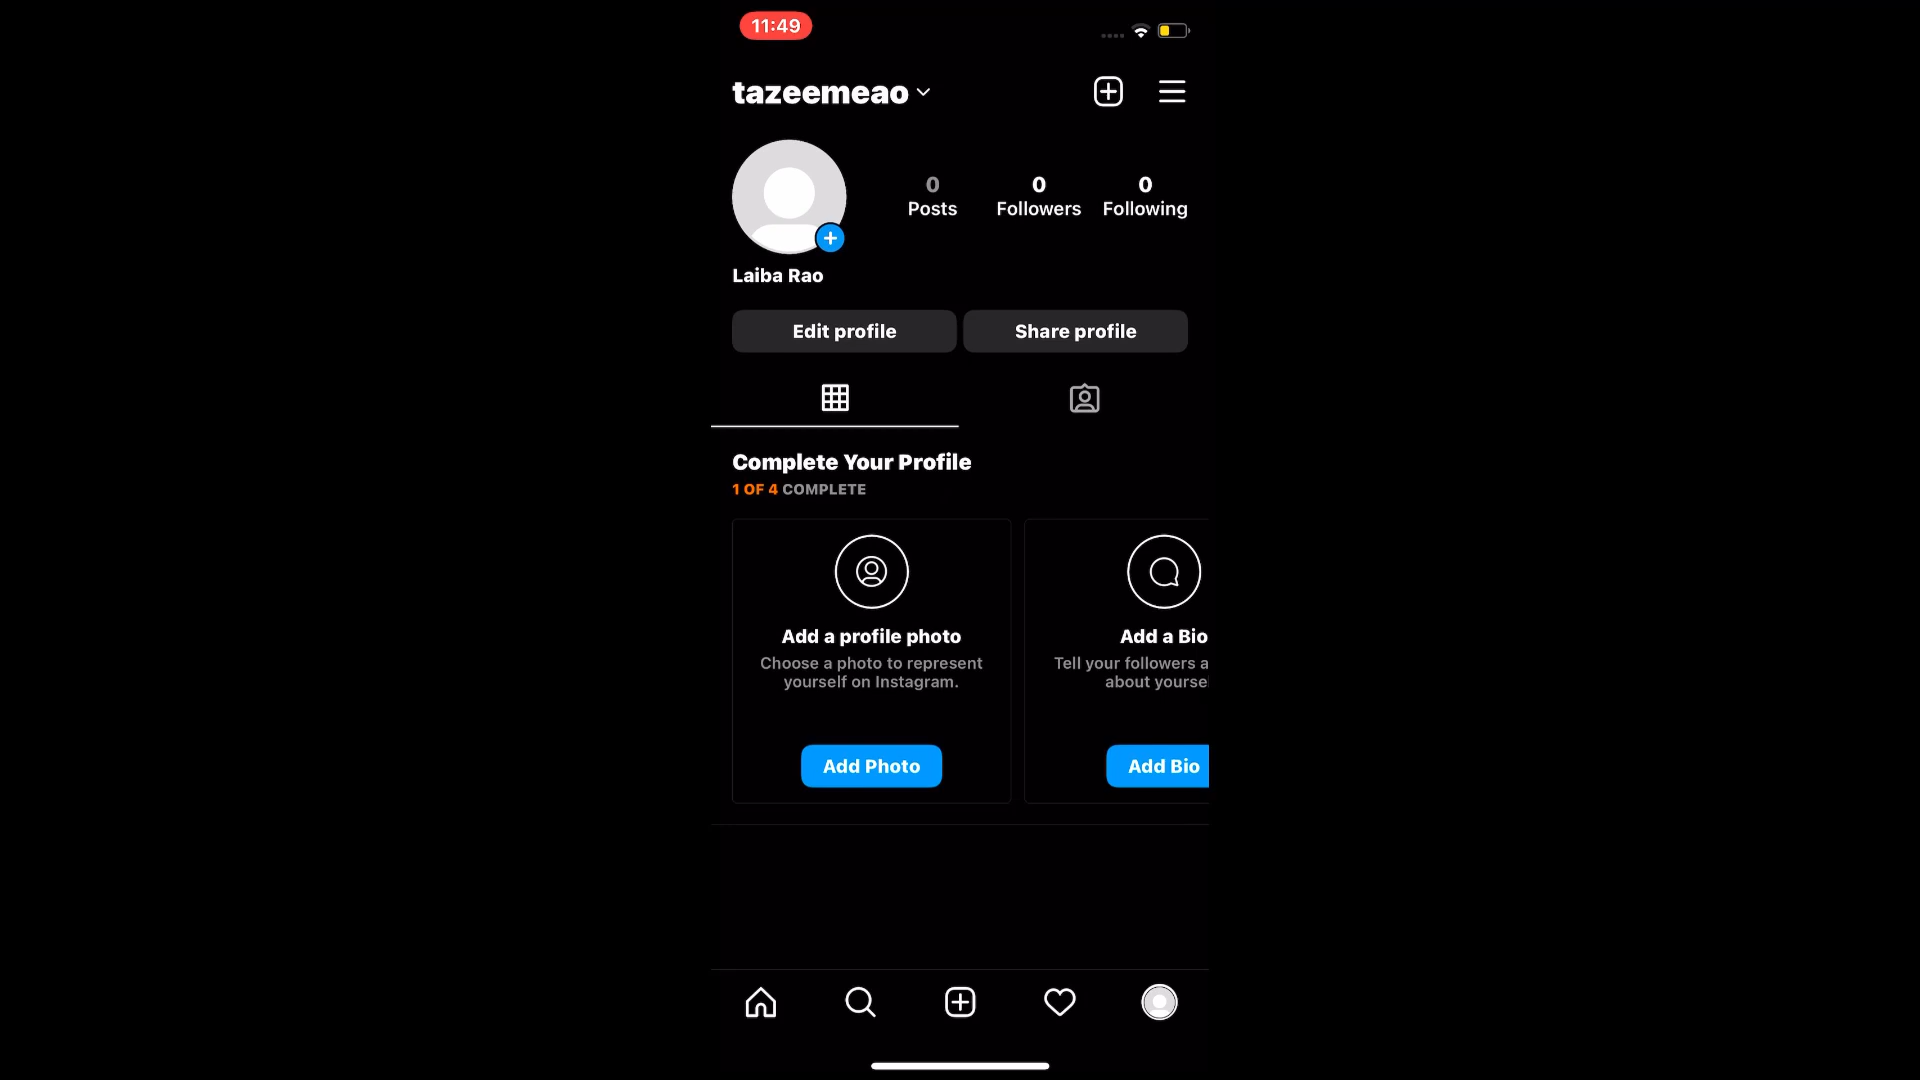 11:49
tazeemeao
0 0 0
Posts Followers Following
Laiba Rao
Edit profile Share profile
Complete Your Profile
1 OF 4 COMPLETE
Add a profile photo
Choose a photo to represent
yourself on Instagram.
Add Photo
Add a Bio
Tell your followers a
about yourse
Add Bio